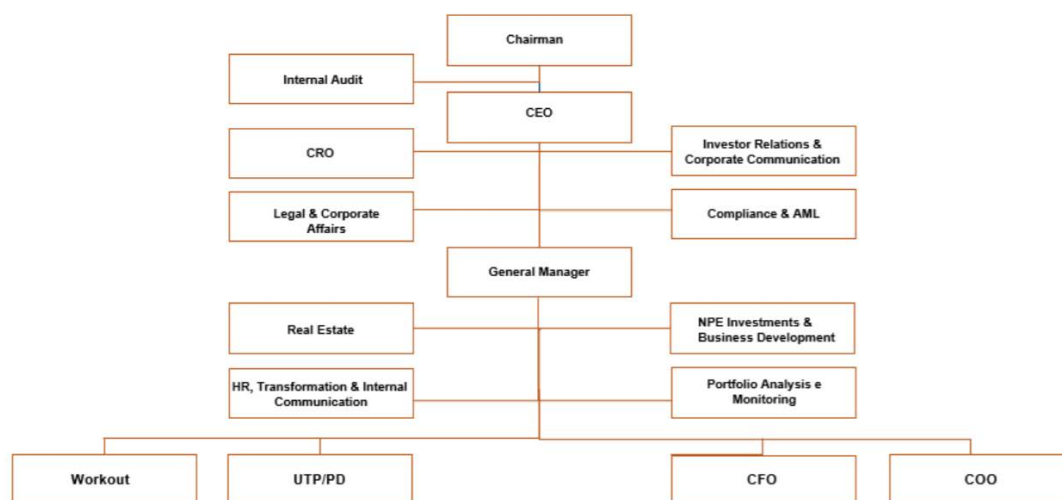 Chairman
Internal Audit
CEO
CRO
Investor Relations &
Corporate Communication
Legal & Corporate
Affairs
Compliance & AML
General Manager
Real Estate
NPE Investments &
Business Development
HR, Transformation & Internal
Communication
Portfolio Analysis e
Monitoring
Workout
UTP/PD
CFO
COO